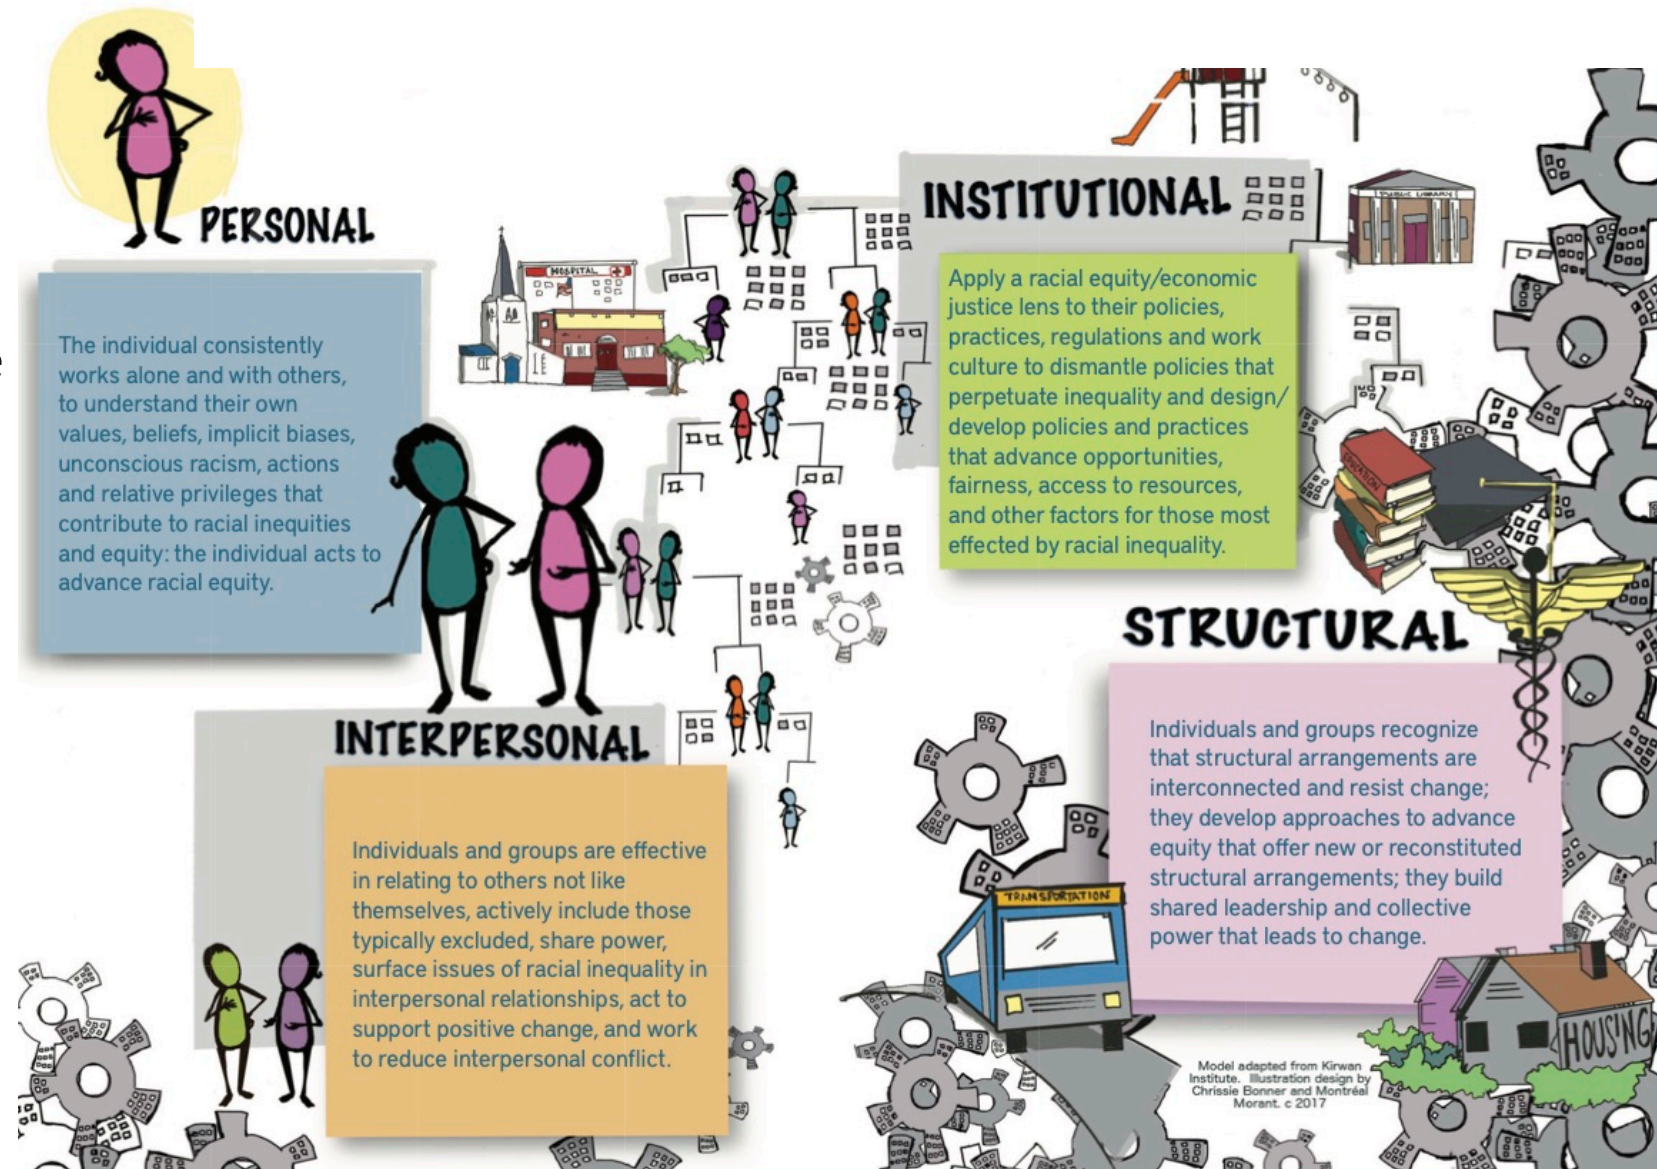 PERSONAL
The individual consistently
works alone and with others,
to understand their own
values, beliefs, implicit biases,
unconscious racism, actions
and relative privileges that
contribute to racial inequities
and equity: the individual acts to
advance racial equity.
HOSPITAL
INTERPERSONAL
Individuals and groups are effective
in relating to others not like
themselves, actively include those
typically excluded, share power,
surface issues of racial inequality in
interpersonal relationships, act to
support positive change, and work
to reduce interpersonal conflict.
INSTITUTIONAL
Apply a racial equity/economic
justice lens to their policies,
practices, regulations and work
culture to dismantle policies that
perpetuate inequality and design/
develop policies and practices
that advance opportunities,
fairness, access to resources,
and other factors for those most
effected by racial inequality.
PUBLIC LIBRARY
EDUCATION
STRUCTURAL
Individuals and groups recognize
that structural arrangements are
interconnected and resist change;
they develop approaches to advance
equity that offer new or reconstituted
structural arrangements; they build
shared leadership and collective
power that leads to change.
TRANSPORTATION
HOUSING
Model adapted from Kirwan
Institute. Illustration design by
Chrissie Bonner and Montréal
Morant. c 2017